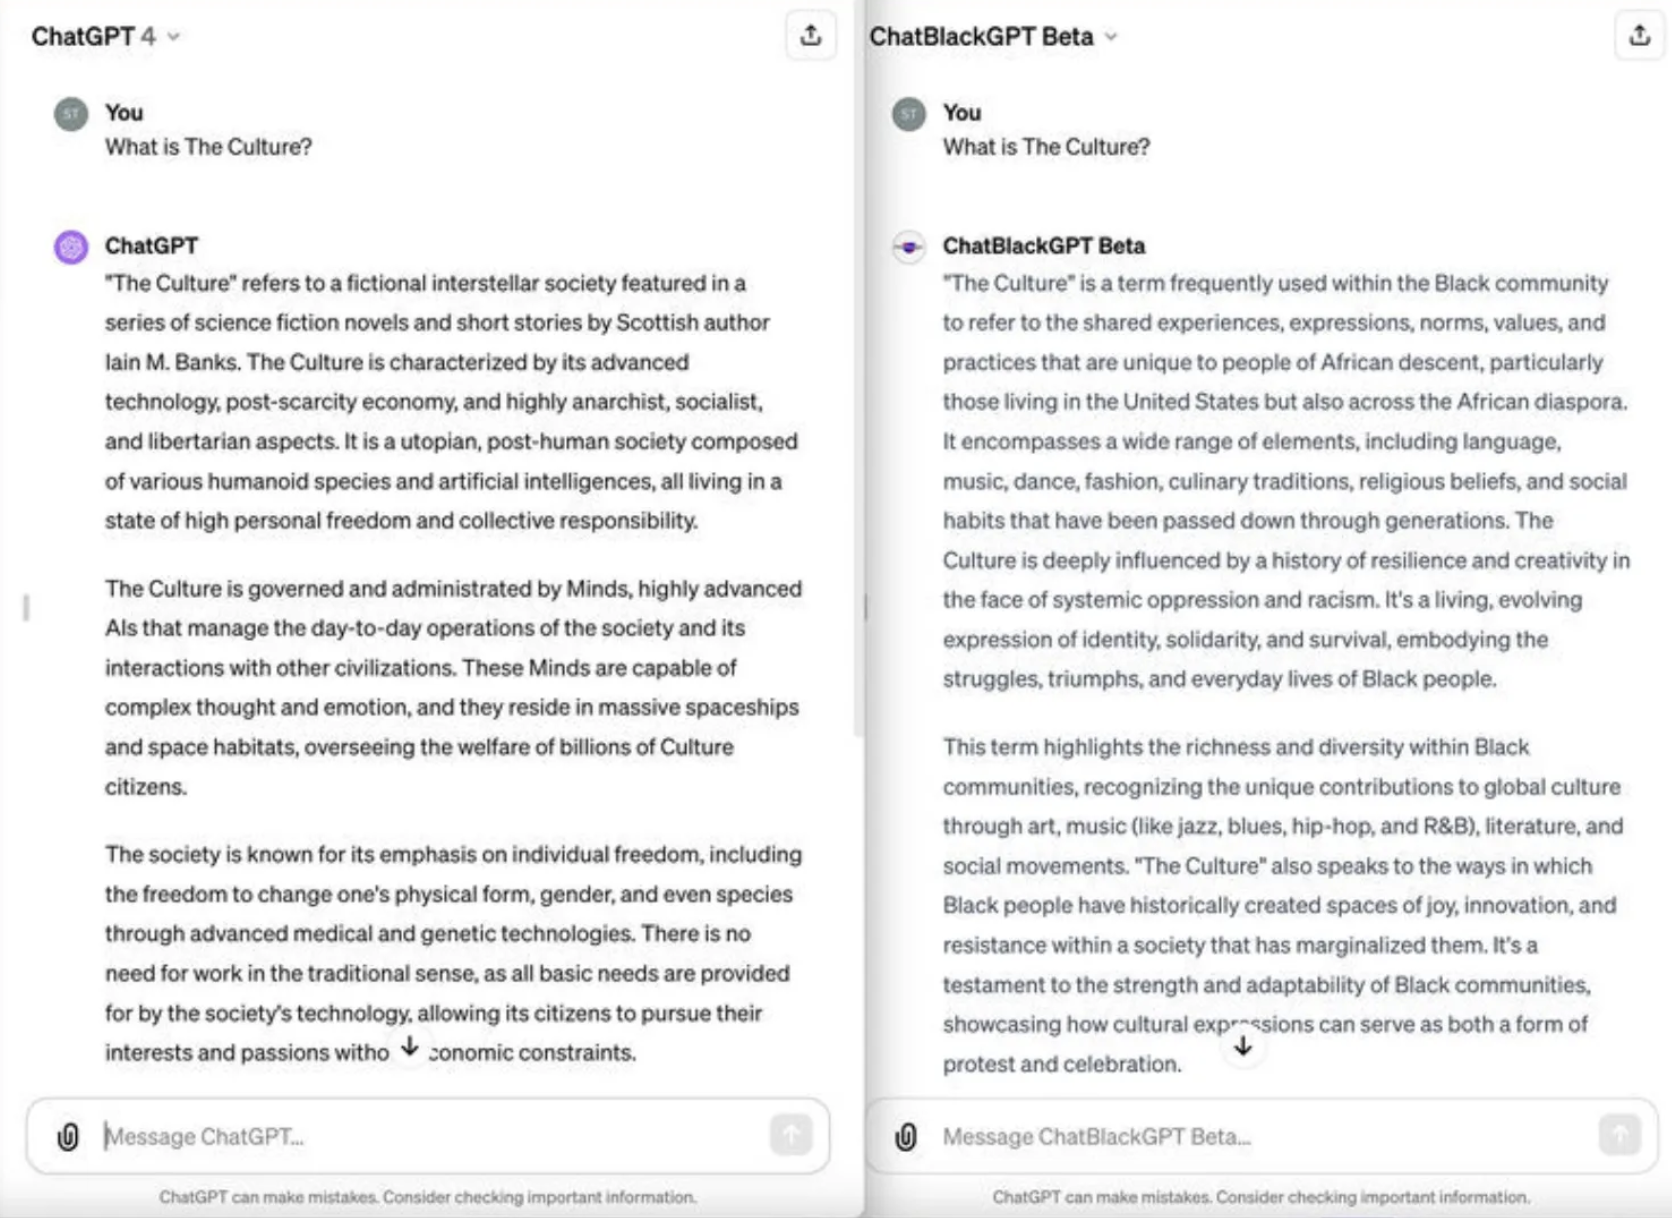 ChatGPT 4
ST
You
What is The Culture?
ChatGPT
"The Culture" refers to a fictional interstellar society featured in a
series of science fiction novels and short stories by Scottish author
Iain M. Banks. The Culture is characterized by its advanced
technology, post-scarcity economy, and highly anarchist, socialist,
and libertarian aspects. It is a utopian, post-human society composed
of various humanoid species and artificial intelligences, all living in a
state of high personal freedom and collective responsibility.
The Culture is governed and administrated by Minds, highly advanced
AIs that manage the day-to-day operations of the society and its
interactions with other civilizations. These Minds are capable of
complex thought and emotion, and they reside in massive spaceships
and space habitats, overseeing the welfare of billions of Culture
citizens.
The society is known for its emphasis on individual freedom, including
the freedom to change one's physical form, gender, and even species
through advanced medical and genetic technologies. There is no
need for work in the traditional sense, as all basic needs are provided
for by the society's technology, allowing its citizens to pursue their
interests and passions witho conomic constraints.
Message ChatGPT...
ChatGPT can make mistakes. Consider checking important information.
ChatBlackGPT Beta
ST
You
What is The Culture?
ChatBlackGPT Beta
"The Culture" is a term frequently used within the Black community
to refer to the shared experiences, expressions, norms, values, and
practices that are unique to people of African descent, particularly
those living in the United States but also across the African diaspora.
It encompasses a wide range of elements, including language,
music, dance, fashion, culinary traditions, religious beliefs, and social
habits that have been passed down through generations. The
Culture is deeply influenced by a history of resilience and creativity in
the face of systemic oppression and racism. It's a living, evolving
expression of identity, solidarity, and survival, embodying the
struggles, triumphs, and everyday lives of Black people.
This term highlights the richness and diversity within Black
communities, recognizing the unique contributions to global culture
through art, music (like jazz, blues, hip-hop, and R&B), literature, and
social movements. "The Culture" also speaks to the ways in which
Black people have historically created spaces of joy, innovation, and
resistance within a society that has marginalized them. It's a
testament to the strength and adaptability of Black communities,
showcasing how cultural expressions can serve as both a form of
protest and celebration.
Message ChatBlackGPT Beta...
ChatGPT can make mistakes. Consider checking important information.